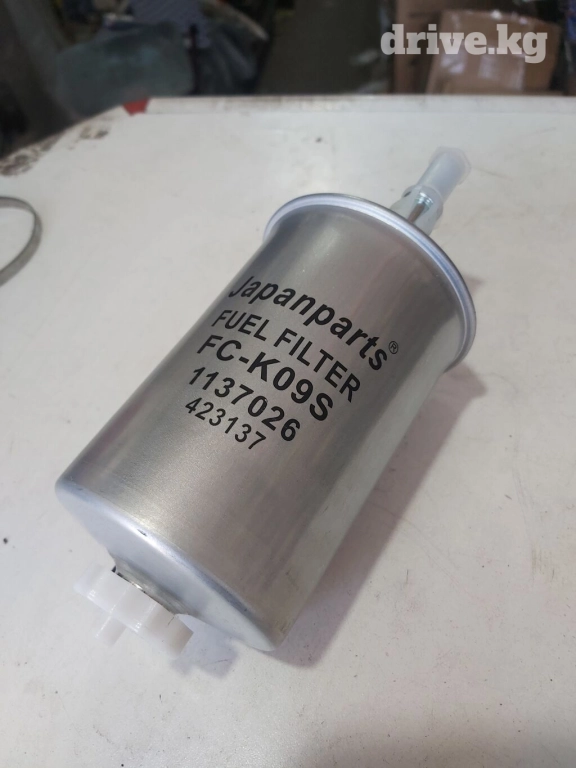 drive.kg
Japanparts®
FUEL FILTER
FC-K09S
1137026
423137